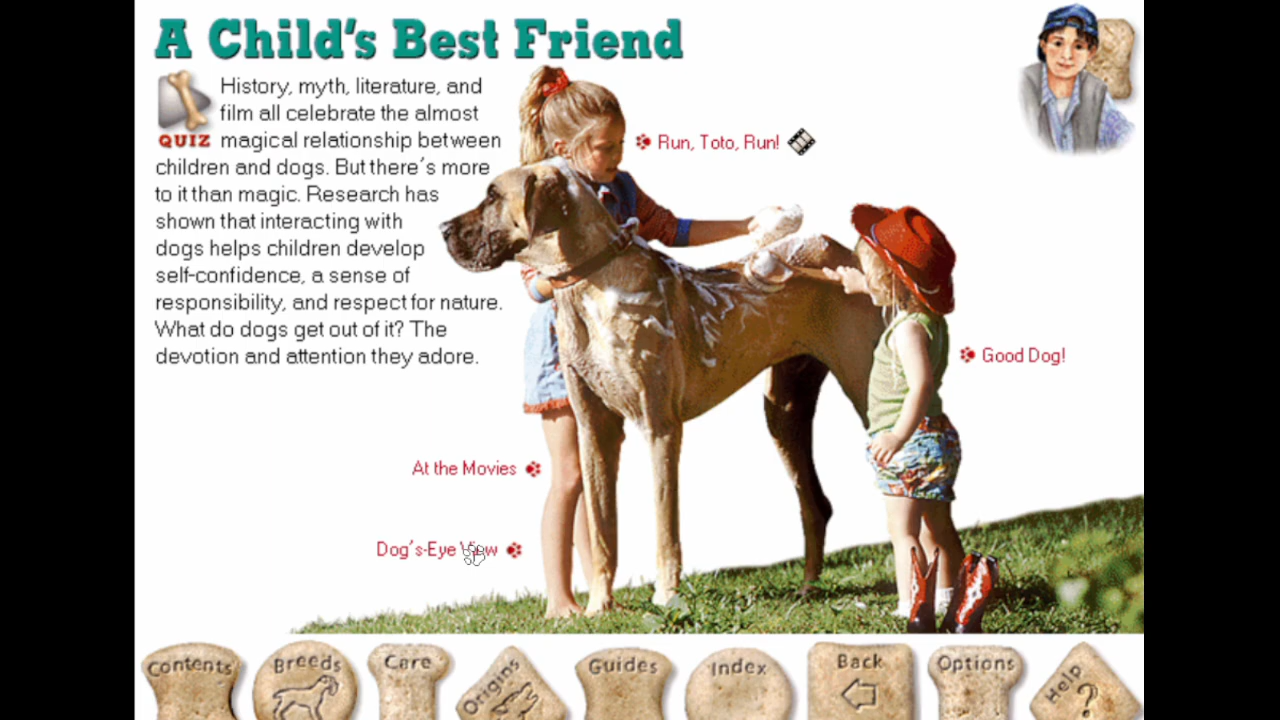 A Child's Best Friend
History, myth, literature, and
film all celebrate the almost
QUIZ magical relationship between
children and dogs. But there's more
to it than magic. Research has
shown that interacting with
dogs helps children develop
self-confidence, a sense of
responsibility, and respect for nature.
What do dogs get out of it? The
devotion and attention they adore.
Run, Toto, Run!
Good Dog!
At the Movies
Dog's-Eye View
Contents
Breeds
Care
Origins
Guides
Index
Back
Options
Help
?